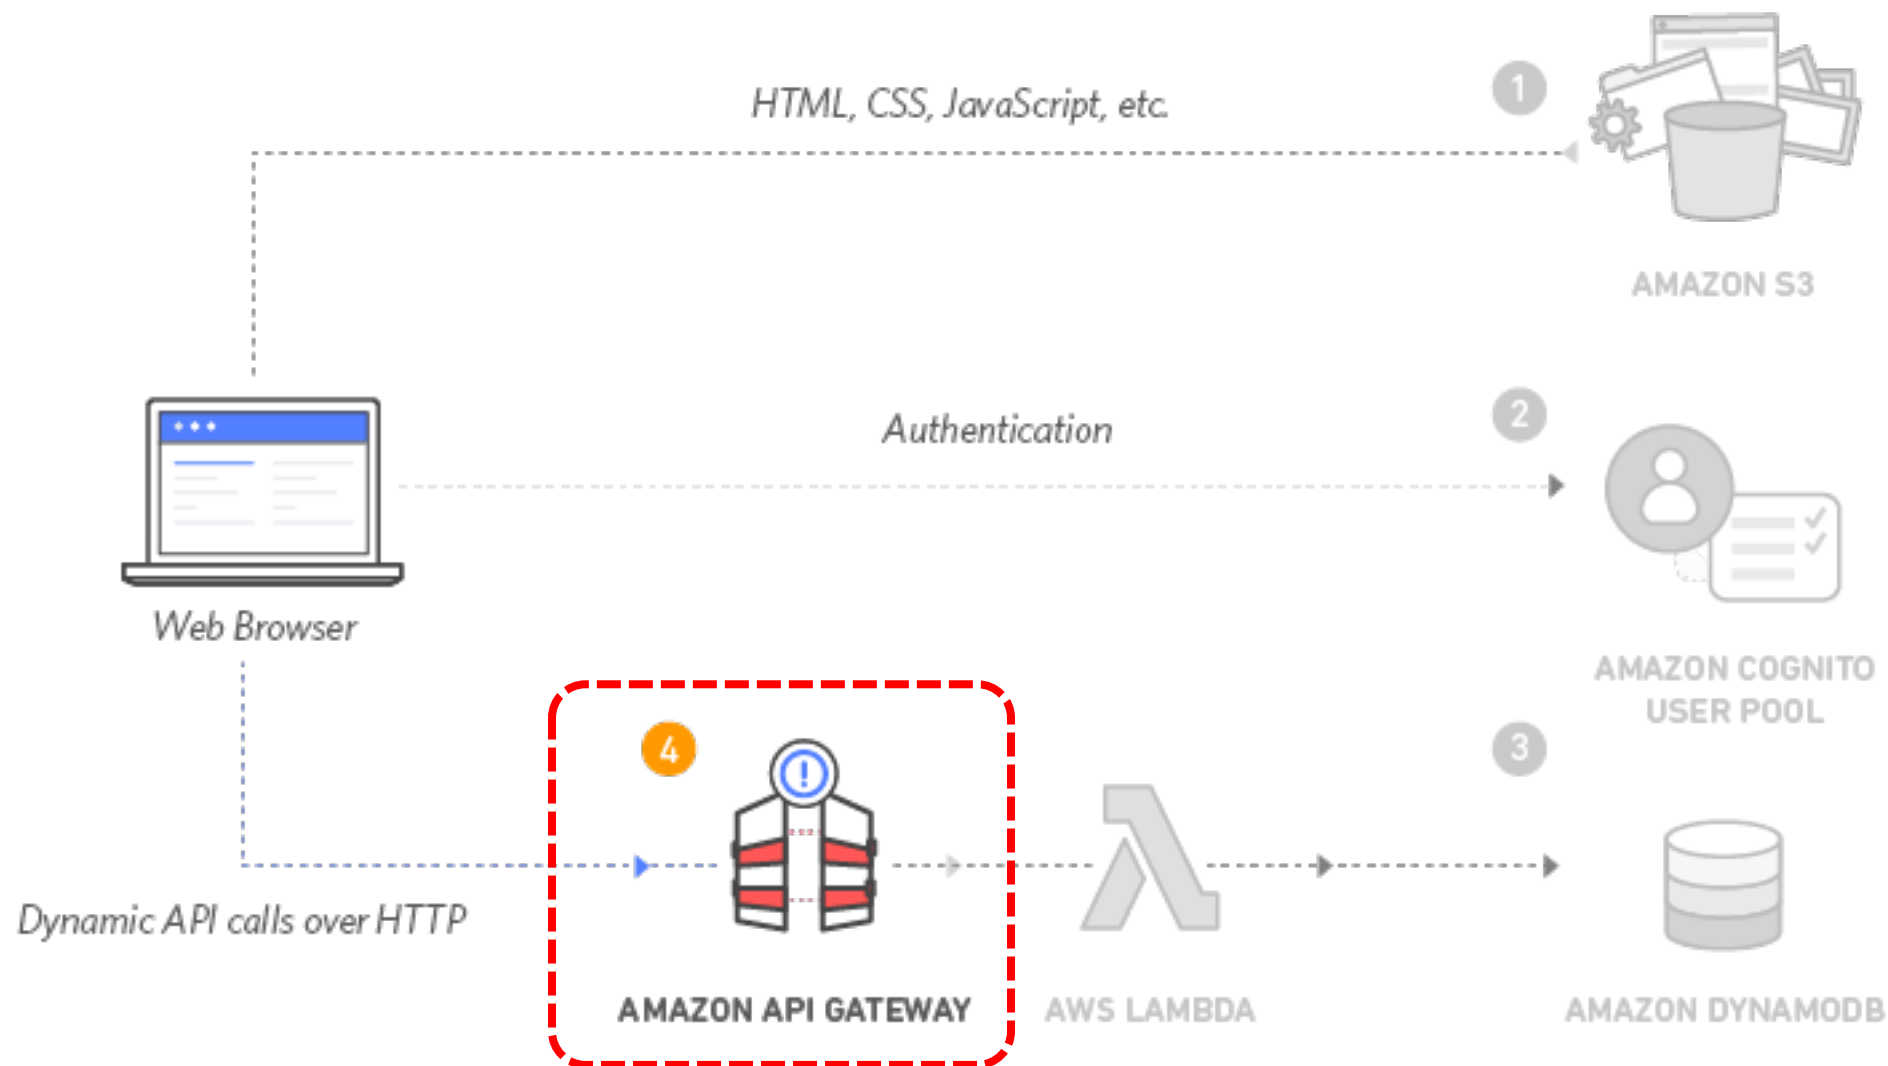 HTML, CSS, JavaScript, etc.
1
AMAZON S3
Authentication
2
Web Browser
AMAZON COGNITO
USER POOL
4
3
Dynamic API calls over HTTP
AMAZON API GATEWAY
AWS LAMBDA
AMAZON DYNAMODB